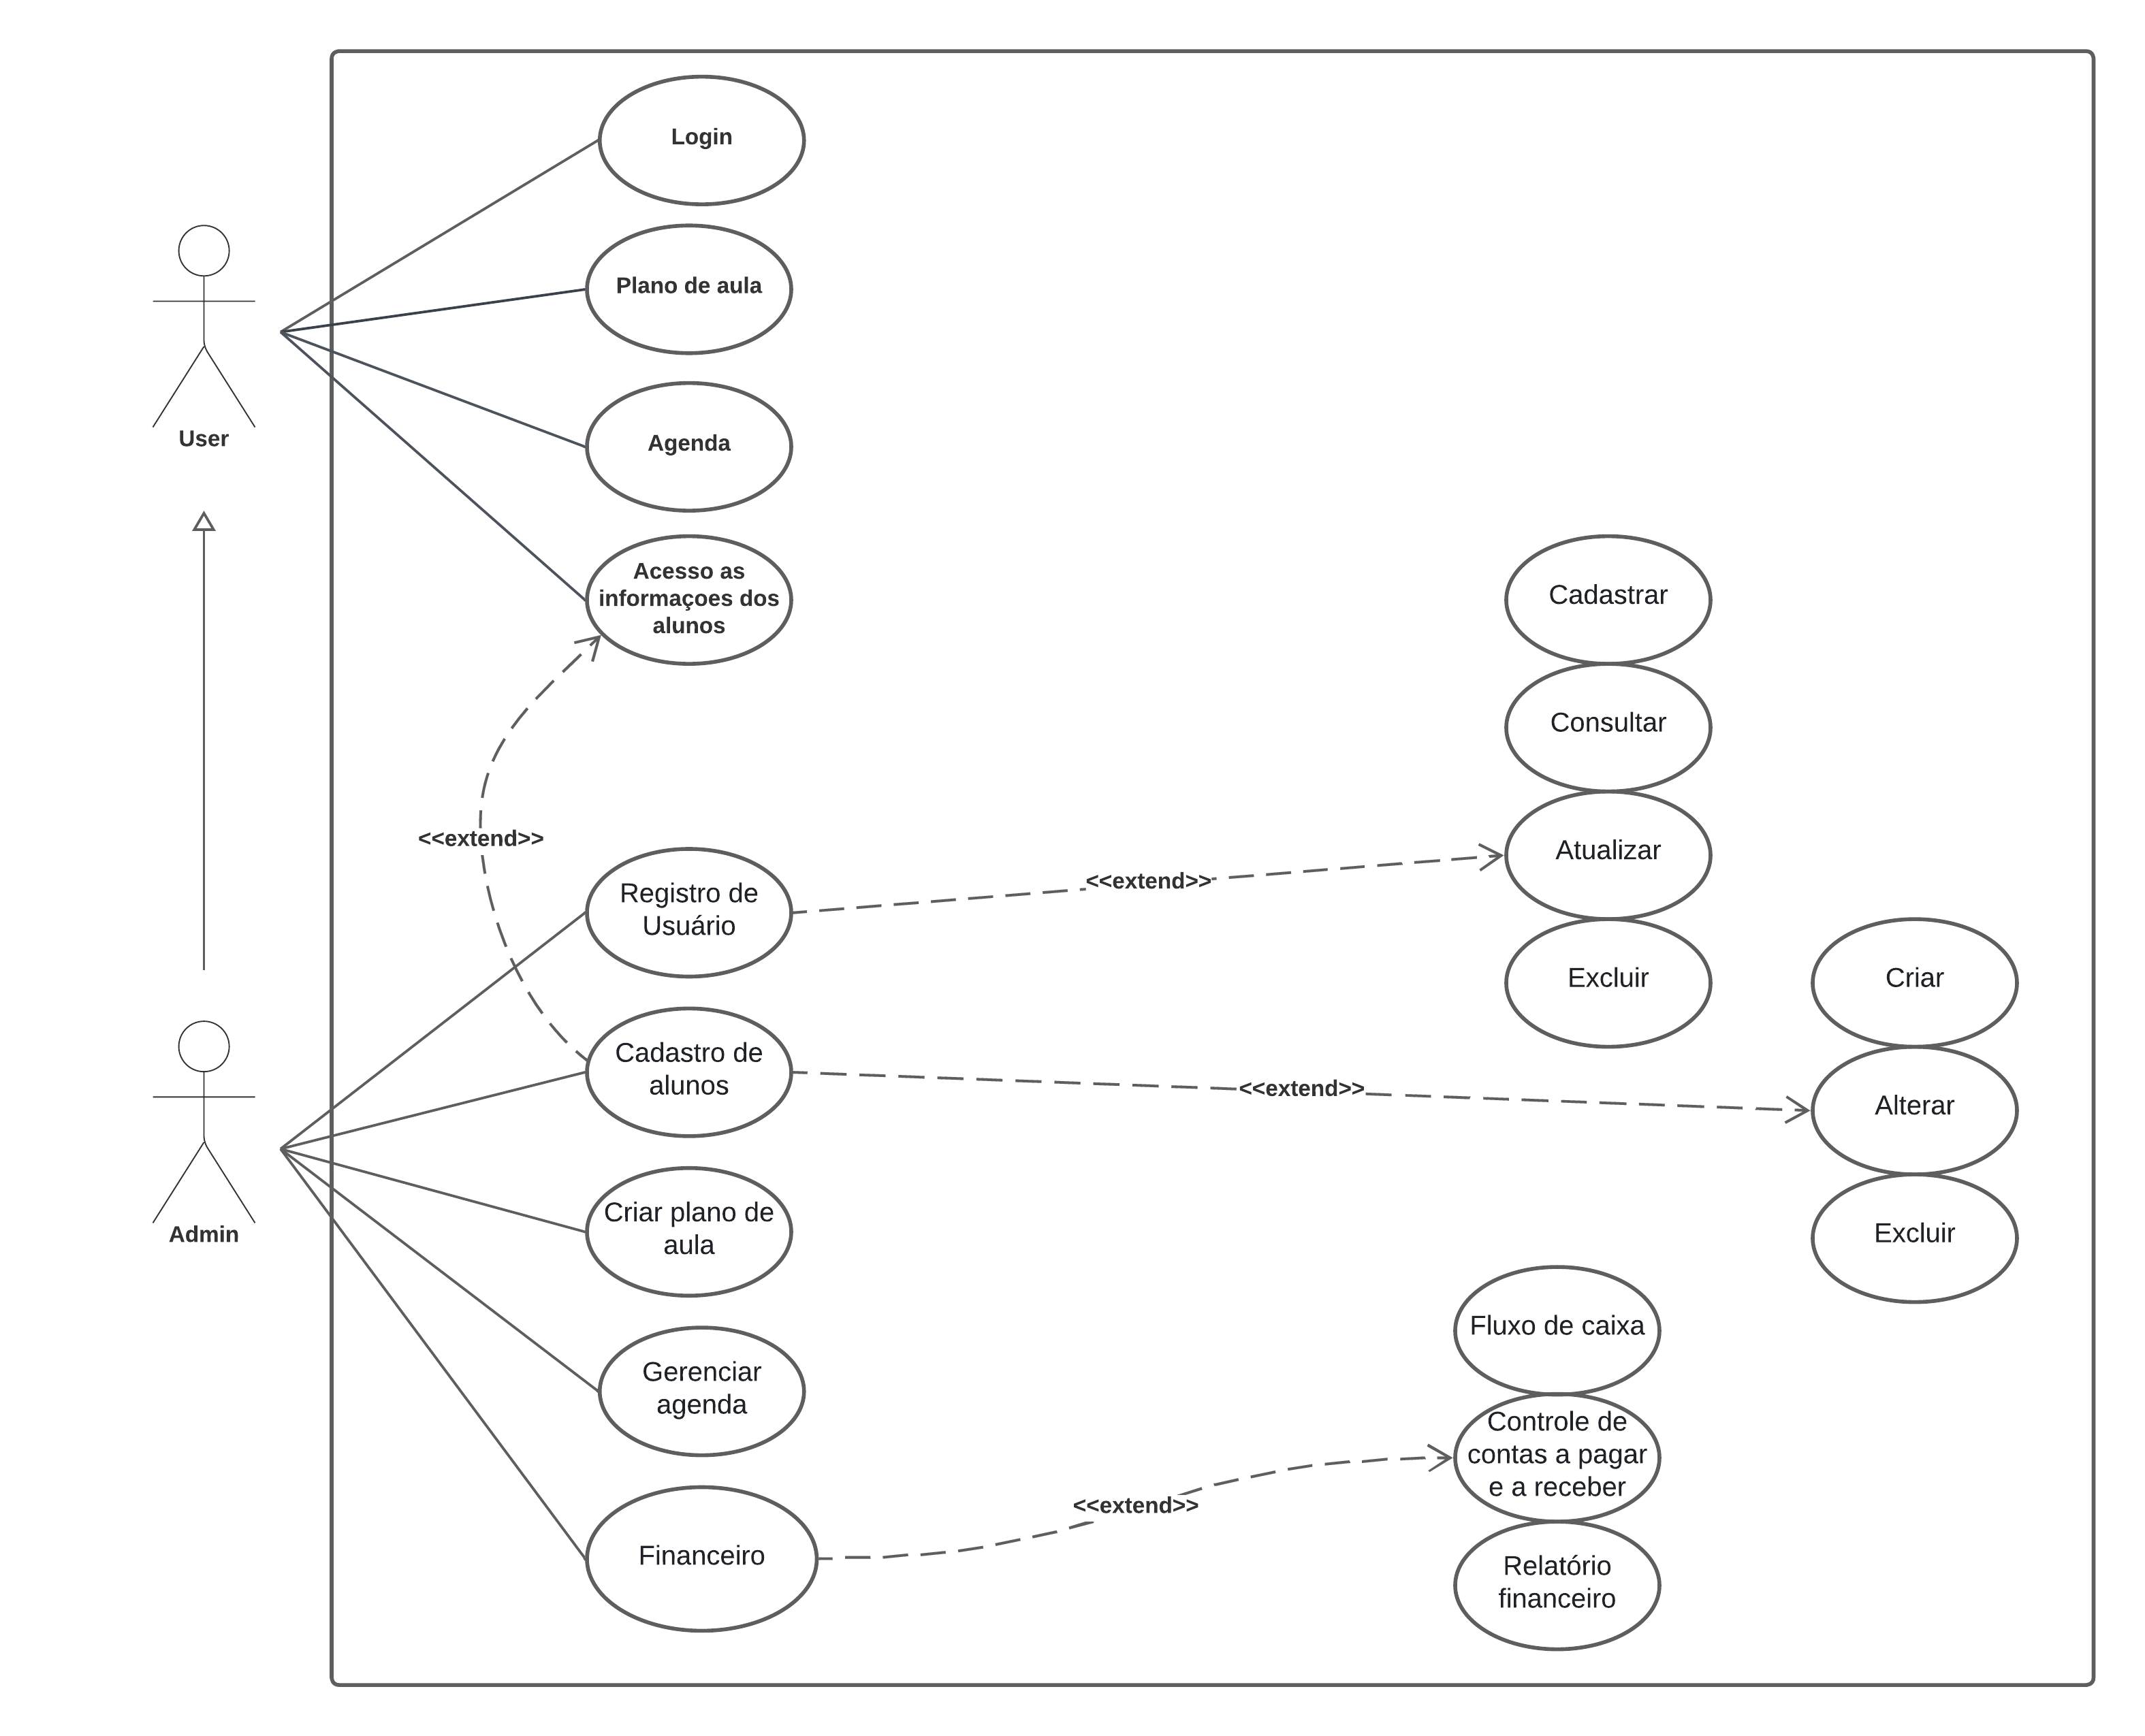 Login
Plano de aula
User
Agenda
Acesso as
informaçoes dos
alunos
Cadastrar
Consultar
<<extend>>
Atualizar
<<extend>>
Registro de
Usuário
Excluir
Criar
Cadastro de
alunos
<<extend>>
Alterar
Admin
Criar plano de
aula
Excluir
Fluxo de caixa
Gerenciar
agenda
Controle de
contas a pagar
e a receber
<<extend>>
Financeiro
Relatório
financeiro